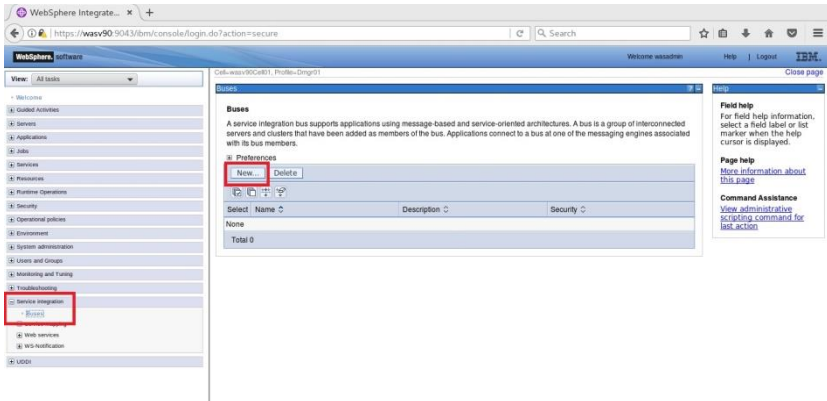 WebSphere Integrate... × +
https://wasv90:9043/ibm/console/login.do?action=secure
Search
WebSphere. software
Welcome wasadmin
Help | Logout
IBM.
View: All tasks
Welcome
Guided Activities
Servers
Applications
Jobs
Services
Resources
Runtime Operations
Security
Operational policies
Environment
System administration
Users and Groups
Monitoring and Tuning
Troubleshooting
Service integration
Buses
Web services
WS-Notification
UDDI
Cell=wasv90Cell01, Profile=Dmgr01
Close page
Buses
Buses
A service integration bus supports applications using message-based and service-oriented architectures. A bus is a group of interconnected
servers and clusters that have been added as members of the bus. Applications connect to a bus at one of the messaging engines associated
with its bus members.
Preferences
New... Delete
Select Name Description Security
None
Total 0
Help
Field help
For field help information,
select a field label or list
marker when the help
cursor is displayed.
Page help
More information about
this page
Command Assistance
View administrative
scripting command for
last action